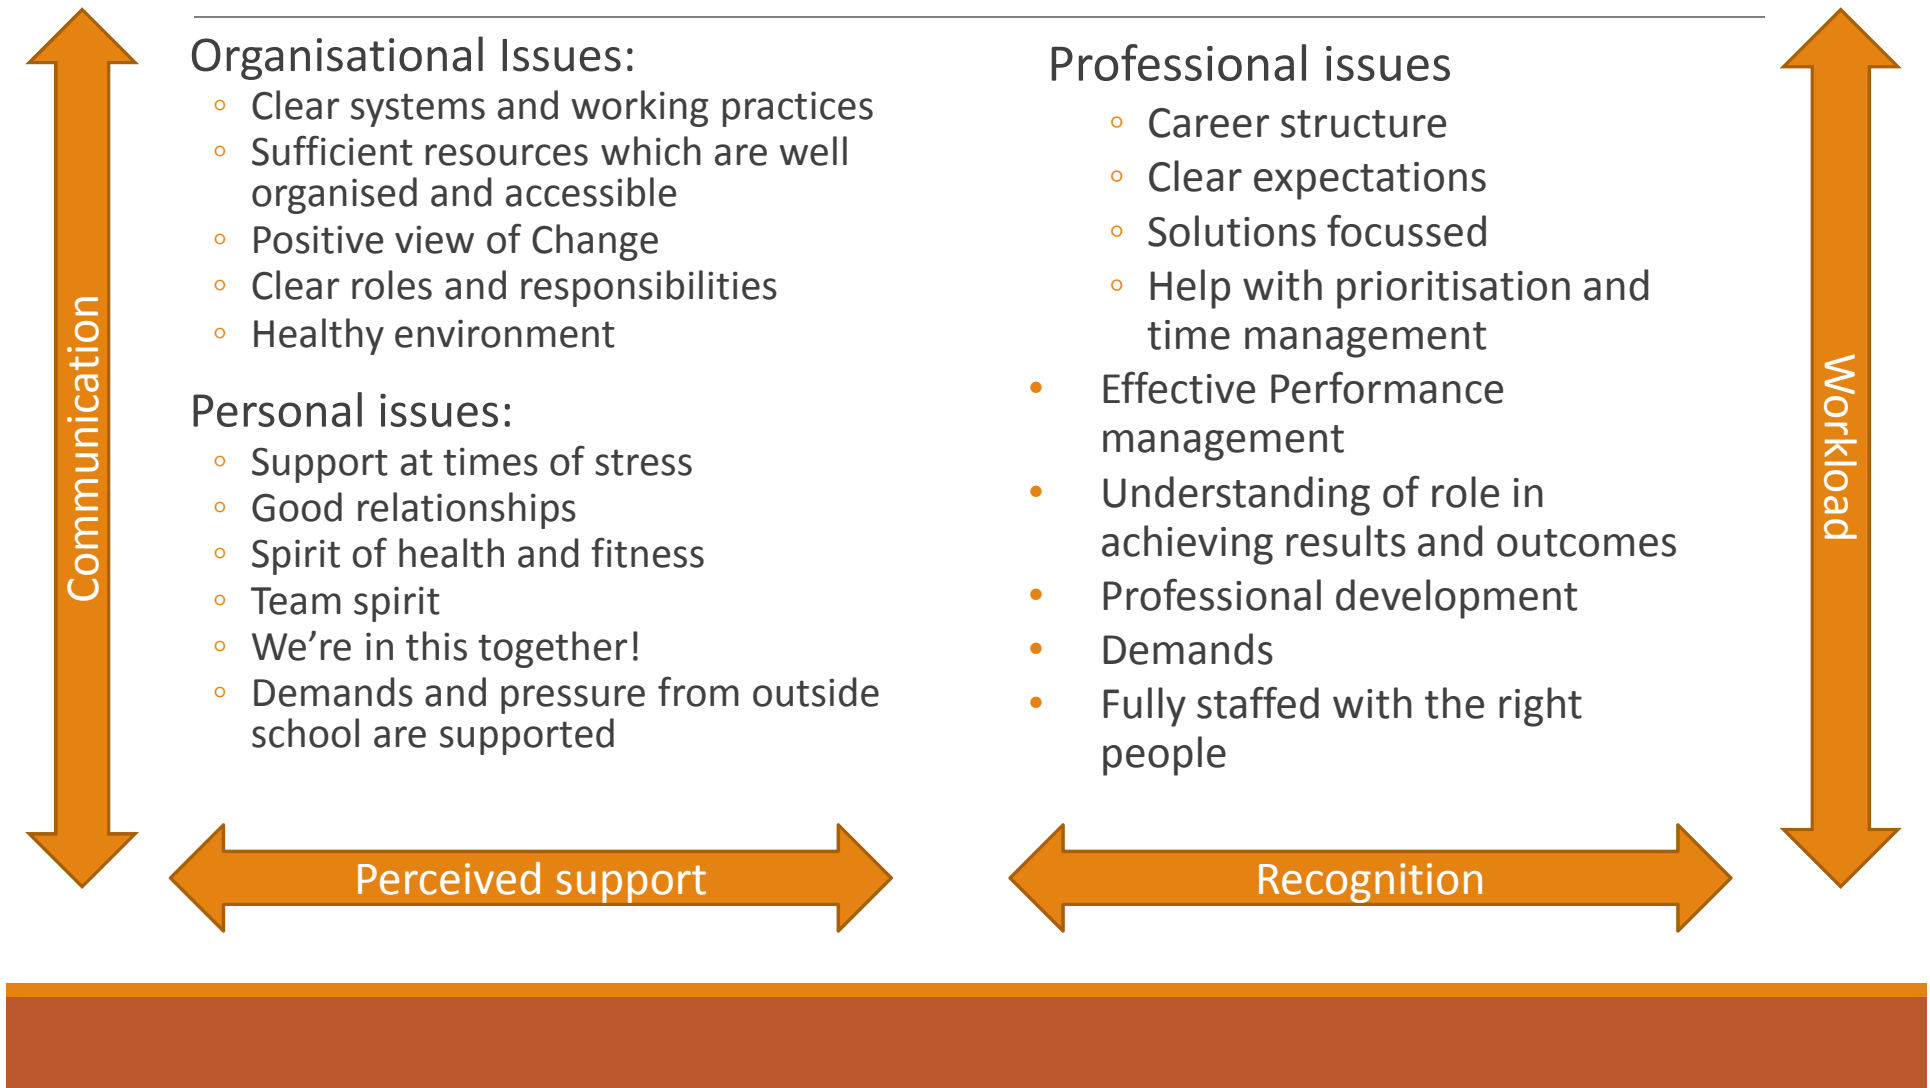 Communication
Organisational Issues:
◦ Clear systems and working practices
◦ Sufficient resources which are well
organised and accessible
◦ Positive view of Change
◦ Clear roles and responsibilities
◦ Healthy environment
Personal issues:
◦ Support at times of stress
◦ Good relationships
◦ Spirit of health and fitness
◦ Team spirit
◦ We’re in this together!
◦ Demands and pressure from outside
school are supported
Perceived support
Professional issues
◦ Career structure
◦ Clear expectations
◦ Solutions focussed
◦ Help with prioritisation and
time management
• Effective Performance
management
• Understanding of role in
achieving results and outcomes
• Professional development
• Demands
• Fully staffed with the right
people
Recognition
Workload